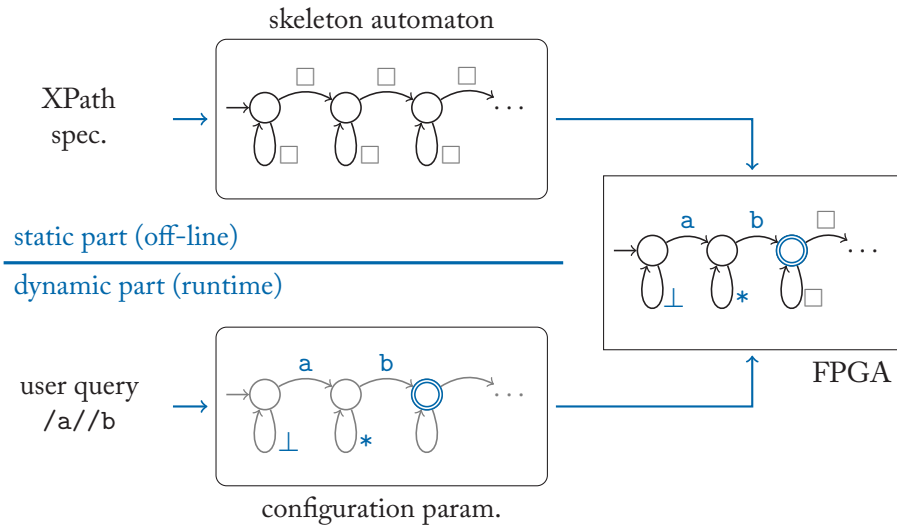 skeleton automaton
XPath
spec.
...
static part (off-line)
dynamic part (runtime)
a b
...
⊥ *
FPGA
user query
/a//b
a b
...
⊥ *
configuration param.